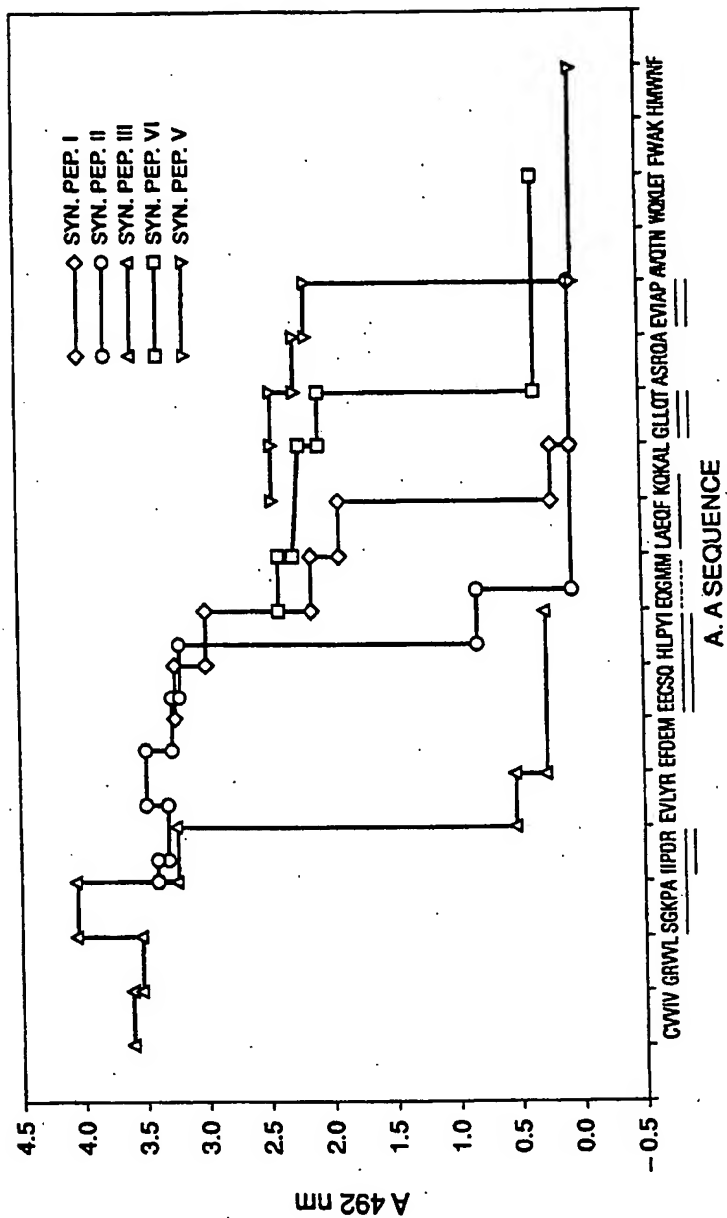 4.5
4.0
3.5
3.0
2.5
2.0
1.5
1.0
0.5
0.0
-0.5
A 492 nm
SYN. PEP. I
SYN. PEP. II
SYN. PEP. III
SYN. PEP. VI
SYN. PEP. V
CVVIV GRVVL SGKPA IIPDR EVLYR EFDEM EECSQ HLPYI EQGMM LAEQF KQKAL GLLQT ASRQA EVIAP AVQTN WQKLET FWAK HMWNF
A. A SEQUENCE